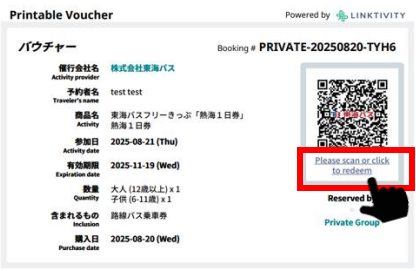 Printable Voucher
Powered by LINKTIVITY
バウチャー
Booking # PRIVATE-20250820-TYH6
催行会社名 株式会社東海バス
Activity provider
予約者名 test test
Traveler's name
商品名 東海バスフリーきっぷ「熱海1日券」
Activity 熱海1日券
参加日 2025-08-21 (Thu)
Activity date
有効期限 2025-11-19 (Wed)
Expiration date
数量 大人 (12歳以上) x 1
Quantity 子供 (6-11歳) x 1
含まれるもの 路線バス乗車券
Inclusion
購入日 2025-08-20 (Wed)
Purchase date
東海バス
Please scan or click
to redeem
Reserved
Private Group